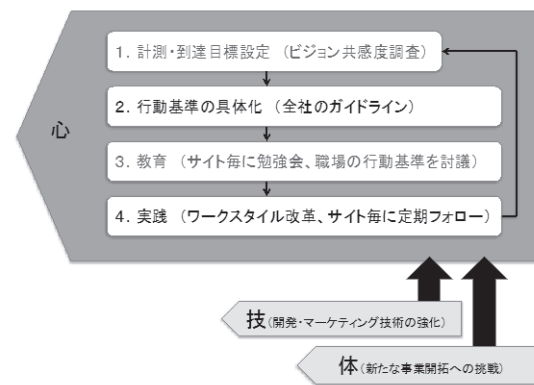 1. 計測・到達目標設定 （ビジョン共感度調査）
2. 行動基準の具体化 （全社のガイドライン）
心
3. 教育 （サイト毎に勉強会、職場の行動基準を討議）
4. 実践 （ワークスタイル改革、サイト毎に定期フォロー）
技（開発・マーケティング技術の強化）
体（新たな事業開拓への挑戦）